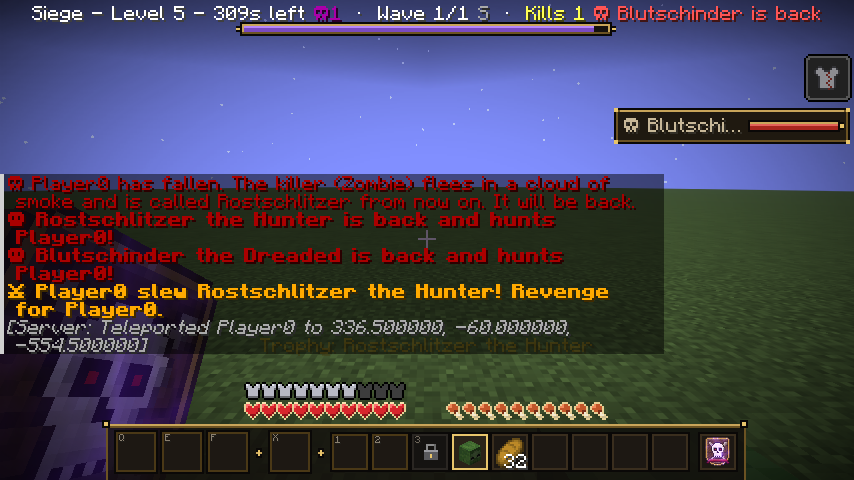 Siege - Level 5 - 309s left 1 · Wave 1/1 S · Kills 1 Blutschinder is back
Blutschi...
Player0 has fallen. The killer (Zombie) flees in a cloud of
smoke and is called Rostschlitzer from now on. It will be back.
Rostschlitzer the Hunter is back and hunts
Player0!
Blutschinder the Dreaded is back and hunts
Player0!
Player0 slew Rostschlitzer the Hunter! Revenge
for Player0.
[Server: Teleported Player0 to 336.500000, -60.000000,
-554.500000]
Trophy: Rostschlitzer the Hunter
Q E F X 1 2 3
32